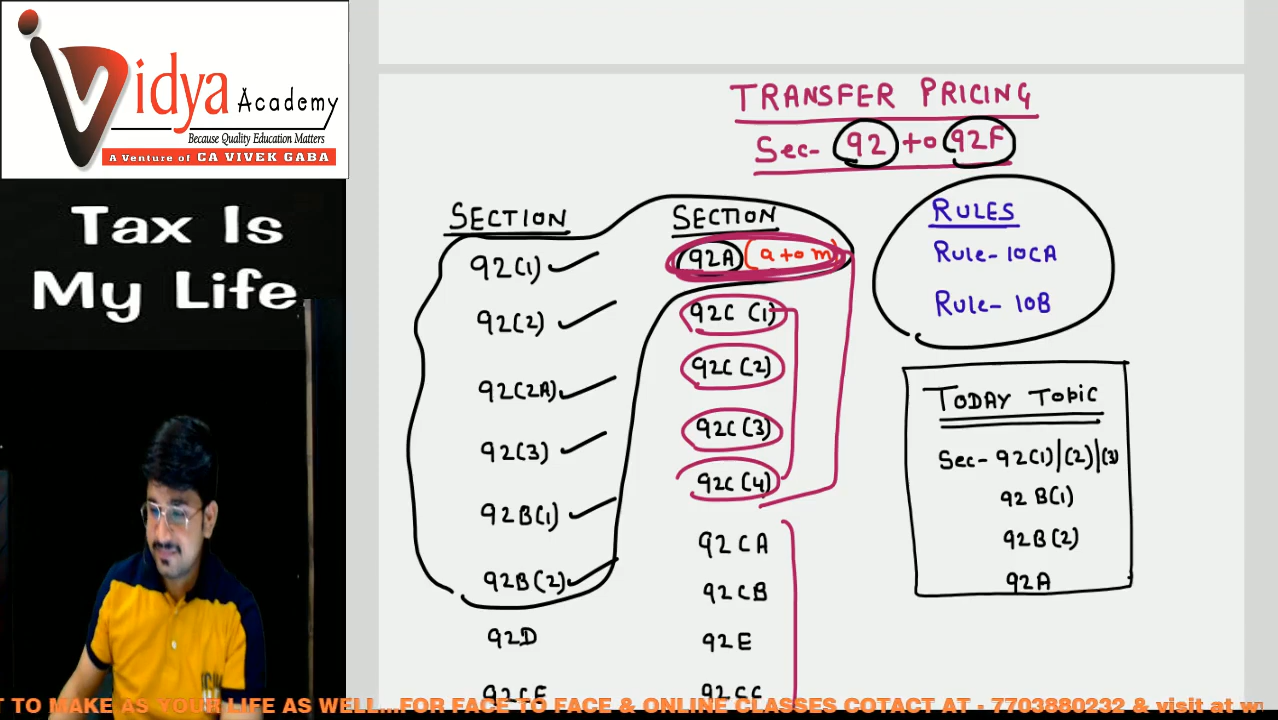 Vidya Academy
Because Quality Education Matters
A Venture of CA VIVEK GABA
Tax Is
My Life
TRANSFER PRICING
Sec- 92 to 92F
SECTION
92(1)
92(2)
92(2A)
92(3)
92B(1)
92B(2)
92D
92CE
SECTION
92A (a to m)
92C (1)
92C (2)
92C (3)
92C (4)
92CA
92CB
92E
92CC
RULES
Rule- 10CA
Rule- 10B
TODAY TOPIC
Sec- 92(1)|(2)|(3)
92 B(1)
92B(2)
92A
T TO MAKE AS YOUR LIFE AS WELL....FOR FACE TO FACE & ONLINE CLASSES COTACT AT - 7703880232 & visit at w